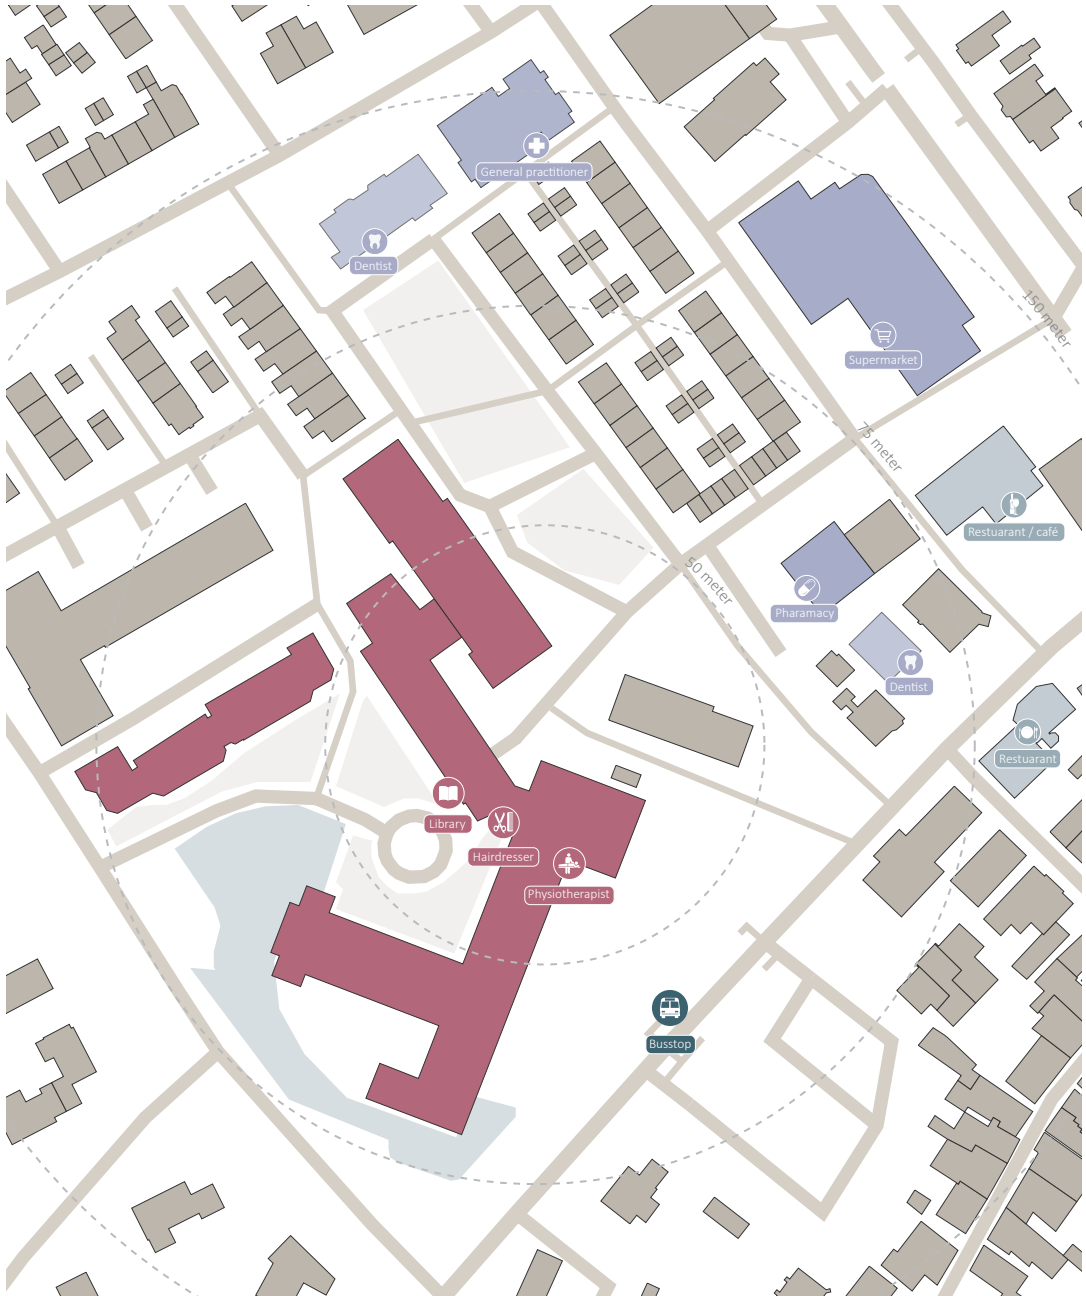 General practitioner
Dentist
150 meter
Supermarket
75 meter
Restuarant / café
50 meter
Pharamacy
Dentist
Restuarant
Library
Hairdresser
Physiotherapist
Busstop